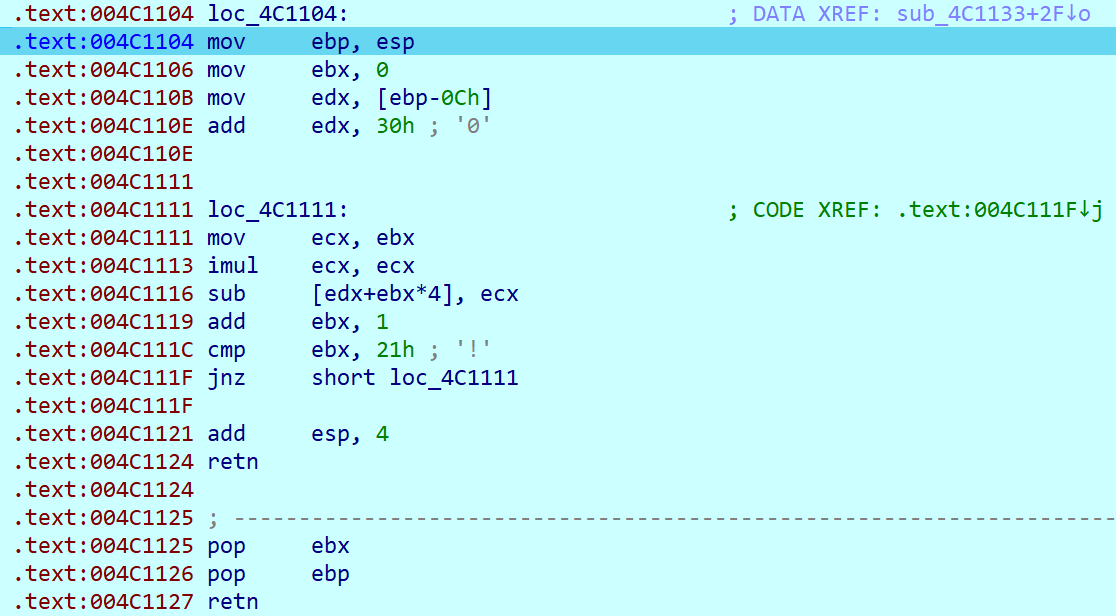 .text:004C1104 loc_4C1104: ; DATA XREF: sub_4C1133+2F↓o
.text:004C1104 mov ebp, esp
.text:004C1106 mov ebx, 0
.text:004C110B mov edx, [ebp-0Ch]
.text:004C110E add edx, 30h ; '0'
.text:004C110E
.text:004C1111
.text:004C1111 loc_4C1111: ; CODE XREF: .text:004C111F↓j
.text:004C1111 mov ecx, ebx
.text:004C1113 imul ecx, ecx
.text:004C1116 sub [edx+ebx*4], ecx
.text:004C1119 add ebx, 1
.text:004C111C cmp ebx, 21h ; '!'
.text:004C111F jnz short loc_4C1111
.text:004C111F
.text:004C1121 add esp, 4
.text:004C1124 retn
.text:004C1124
.text:004C1125 ; ---------------------------------------------------------------------------
.text:004C1125 pop ebx
.text:004C1126 pop ebp
.text:004C1127 retn